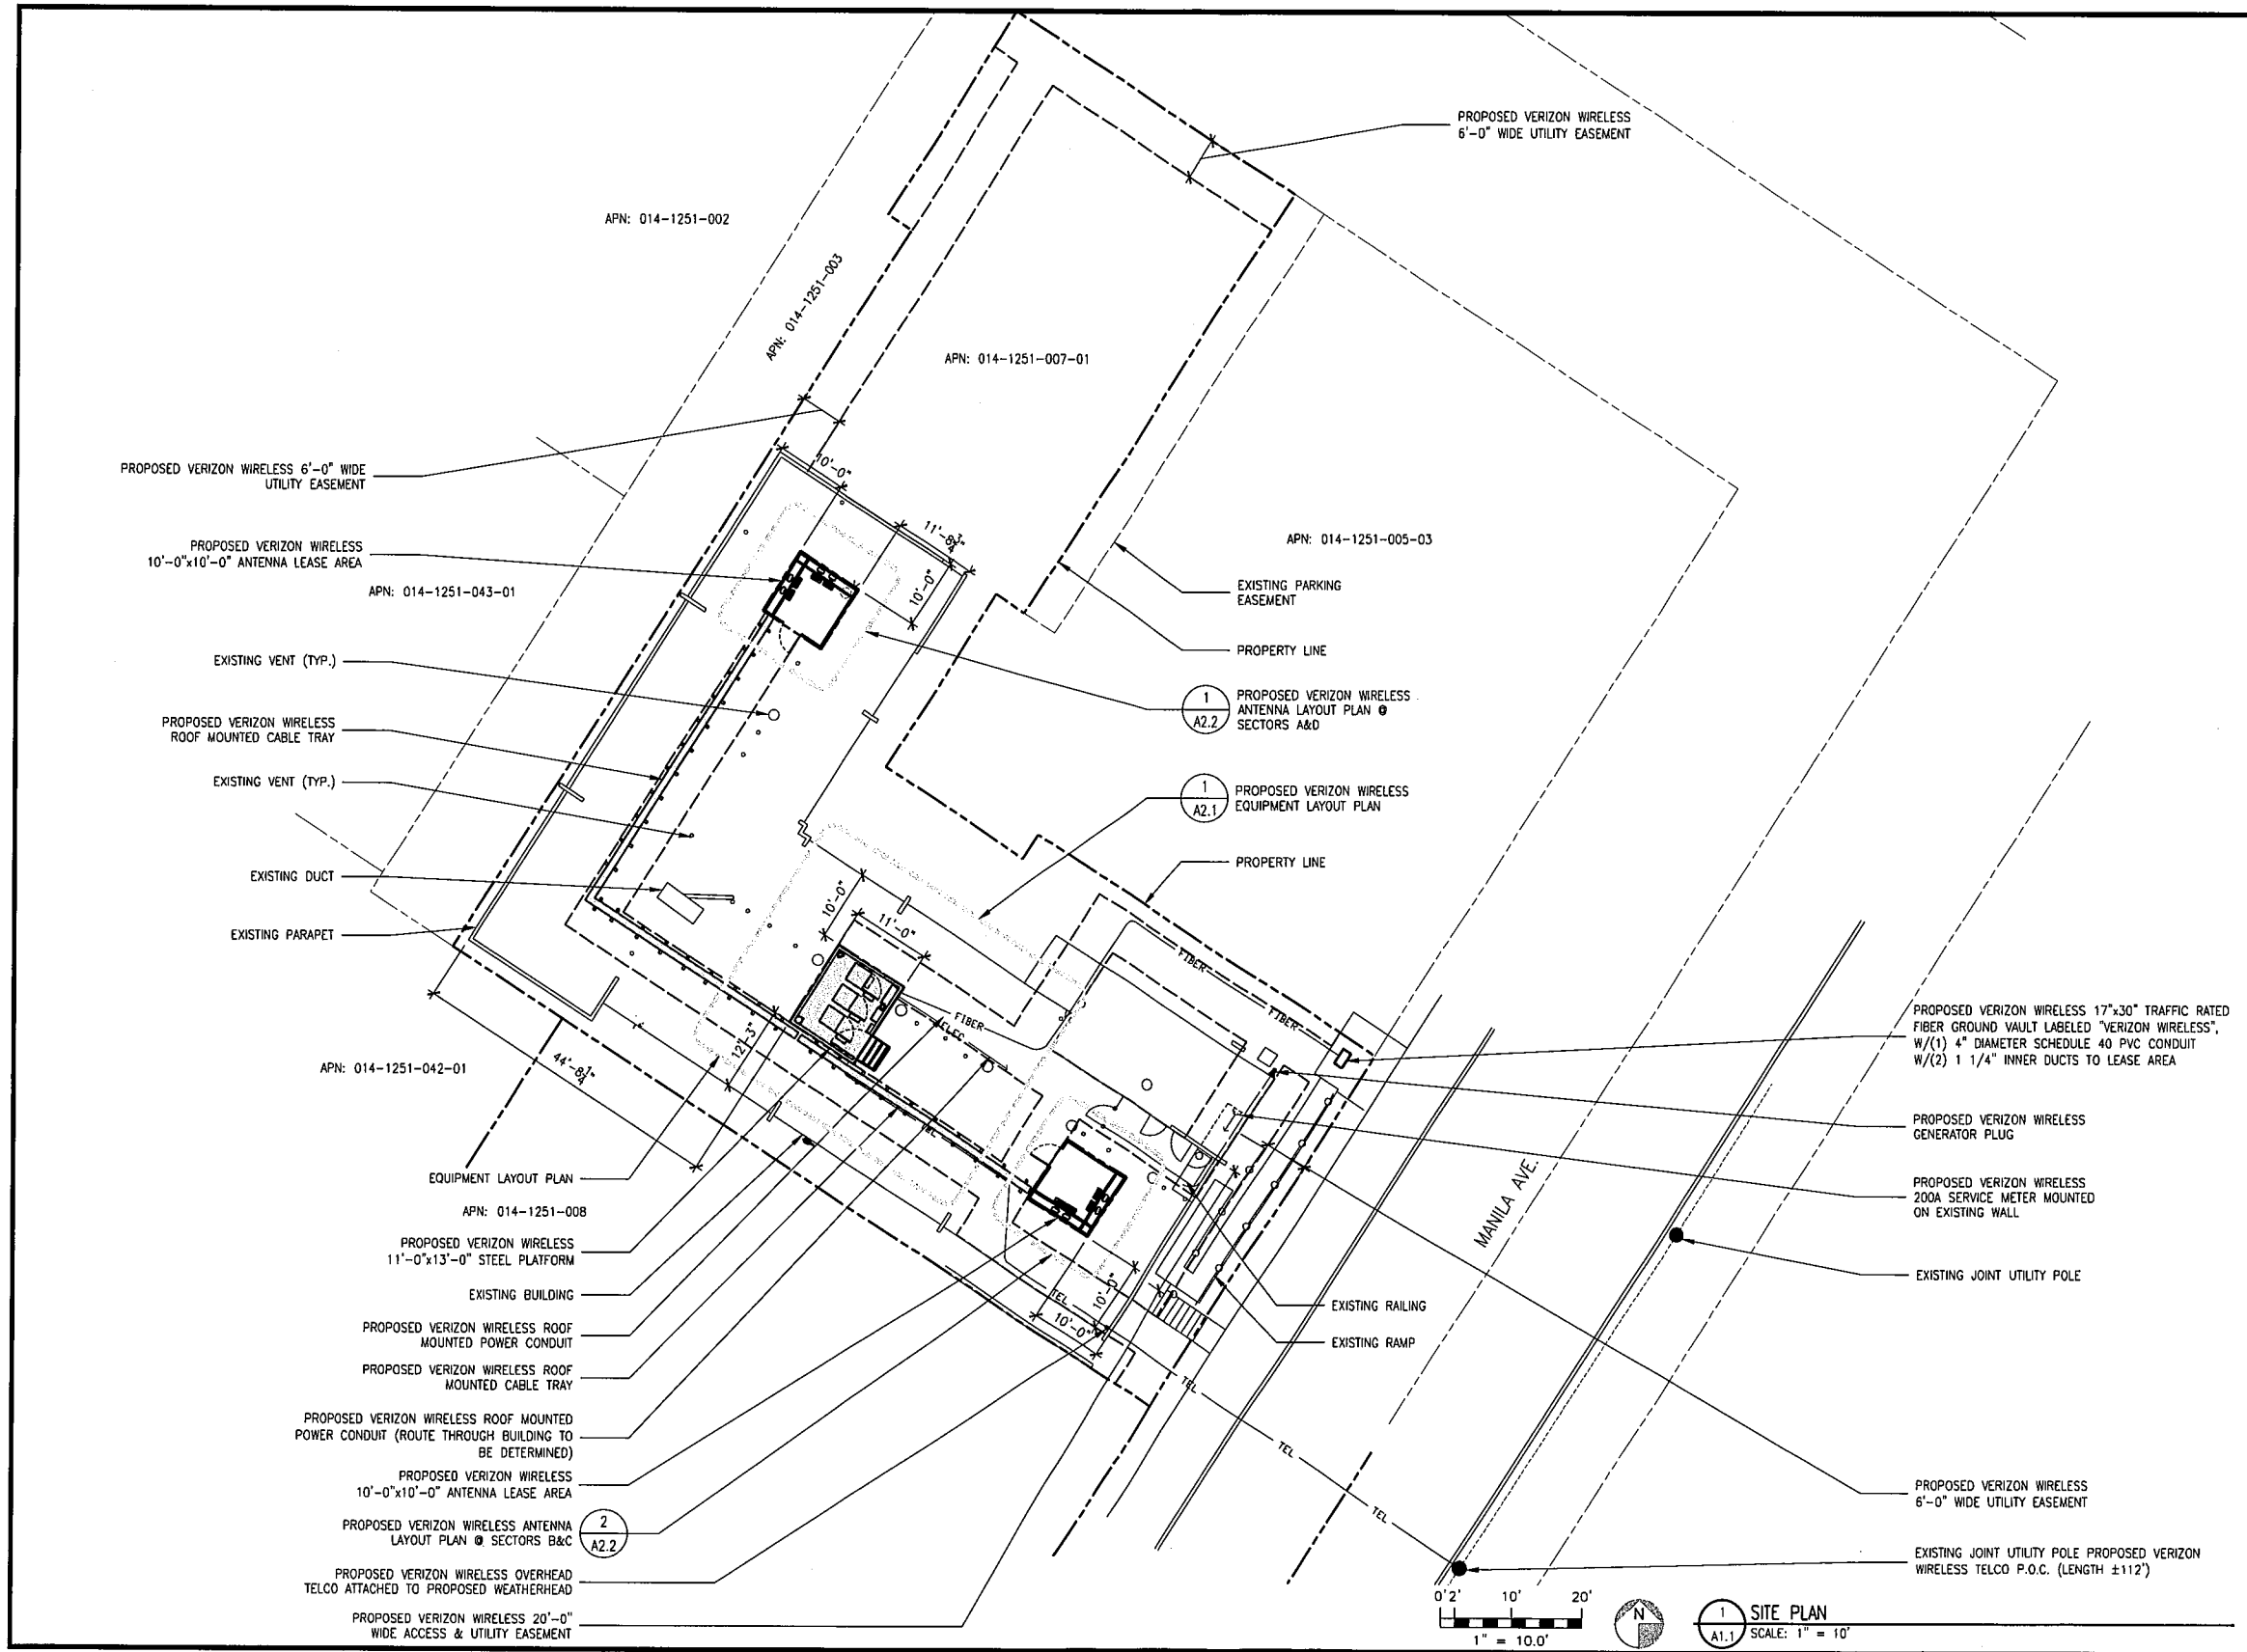 PROPOSED VERIZON WIRELESS
6'-0" WIDE UTILITY EASEMENT
APN: 014-1251-002
APN: 014-1251-003
APN: 014-1251-007-01
PROPOSED VERIZON WIRELESS 6'-0" WIDE
UTILITY EASEMENT
10'-0"
11'-8 3/4"
10'-0"
PROPOSED VERIZON WIRELESS
10'-0"x10'-0" ANTENNA LEASE AREA
APN: 014-1251-043-01
APN: 014-1251-005-03
EXISTING PARKING
EASEMENT
PROPERTY LINE
EXISTING VENT (TYP.)
1
A2.2
PROPOSED VERIZON WIRELESS
ANTENNA LAYOUT PLAN @
SECTORS A&D
PROPOSED VERIZON WIRELESS
ROOF MOUNTED CABLE TRAY
EXISTING VENT (TYP.)
1
A2.1
PROPOSED VERIZON WIRELESS
EQUIPMENT LAYOUT PLAN
PROPERTY LINE
EXISTING DUCT
EXISTING PARAPET
10'-0"
11'-0"
FIBER
FIBER
FIBER
ELEC
12'-3"
44'-8 1/4"
TEL
APN: 014-1251-042-01
PROPOSED VERIZON WIRELESS 17"x30" TRAFFIC RATED
FIBER GROUND VAULT LABELED "VERIZON WIRELESS",
W/(1) 4" DIAMETER SCHEDULE 40 PVC CONDUIT
W/(2) 1 1/4" INNER DUCTS TO LEASE AREA
PROPOSED VERIZON WIRELESS
GENERATOR PLUG
PROPOSED VERIZON WIRELESS
200A SERVICE METER MOUNTED
ON EXISTING WALL
MANILA AVE.
EXISTING JOINT UTILITY POLE
EQUIPMENT LAYOUT PLAN
APN: 014-1251-008
PROPOSED VERIZON WIRELESS
11'-0"x13'-0" STEEL PLATFORM
EXISTING BUILDING
PROPOSED VERIZON WIRELESS ROOF
MOUNTED POWER CONDUIT
PROPOSED VERIZON WIRELESS ROOF
MOUNTED CABLE TRAY
PROPOSED VERIZON WIRELESS ROOF MOUNTED
POWER CONDUIT (ROUTE THROUGH BUILDING TO
BE DETERMINED)
PROPOSED VERIZON WIRELESS
10'-0"x10'-0" ANTENNA LEASE AREA
PROPOSED VERIZON WIRELESS ANTENNA
LAYOUT PLAN @ SECTORS B&C
2
A2.2
PROPOSED VERIZON WIRELESS OVERHEAD
TELCO ATTACHED TO PROPOSED WEATHERHEAD
PROPOSED VERIZON WIRELESS 20'-0"
WIDE ACCESS & UTILITY EASEMENT
TEL
10'-0"
10'-0"
EXISTING RAILING
EXISTING RAMP
TEL
TEL
TEL
PROPOSED VERIZON WIRELESS
6'-0" WIDE UTILITY EASEMENT
EXISTING JOINT UTILITY POLE PROPOSED VERIZON
WIRELESS TELCO P.O.C. (LENGTH ±112')
0' 2' 10' 20'
1" = 10.0'
N
1
A1.1
SITE PLAN
SCALE: 1" = 10'